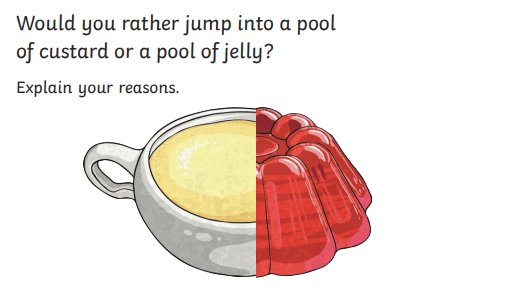 Would you rather jump into a pool
of custard or a pool of jelly?
Explain your reasons.